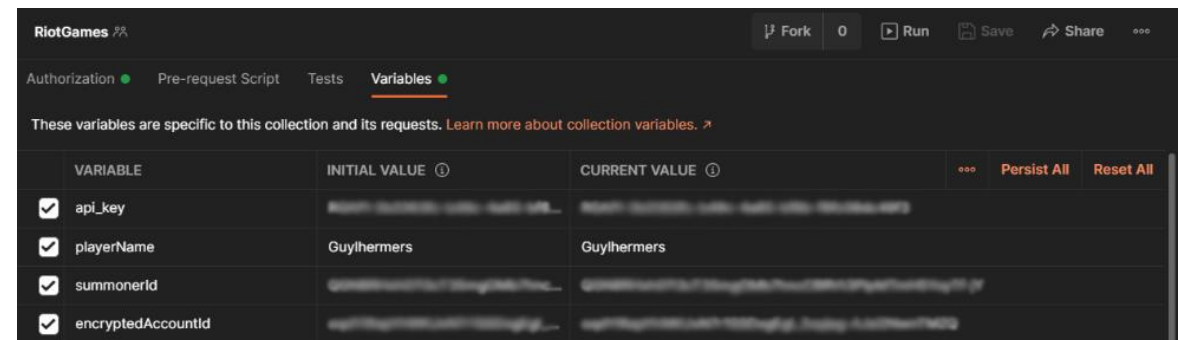 RiotGames Fork 0 Run Save Share
Authorization Pre-request Script Tests Variables
These variables are specific to this collection and its requests. Learn more about collection variables. ↗
VARIABLE INITIAL VALUE CURRENT VALUE Persist All Reset All
api_key
playerName Guylhermers Guylhermers
summonerId
encryptedAccountId